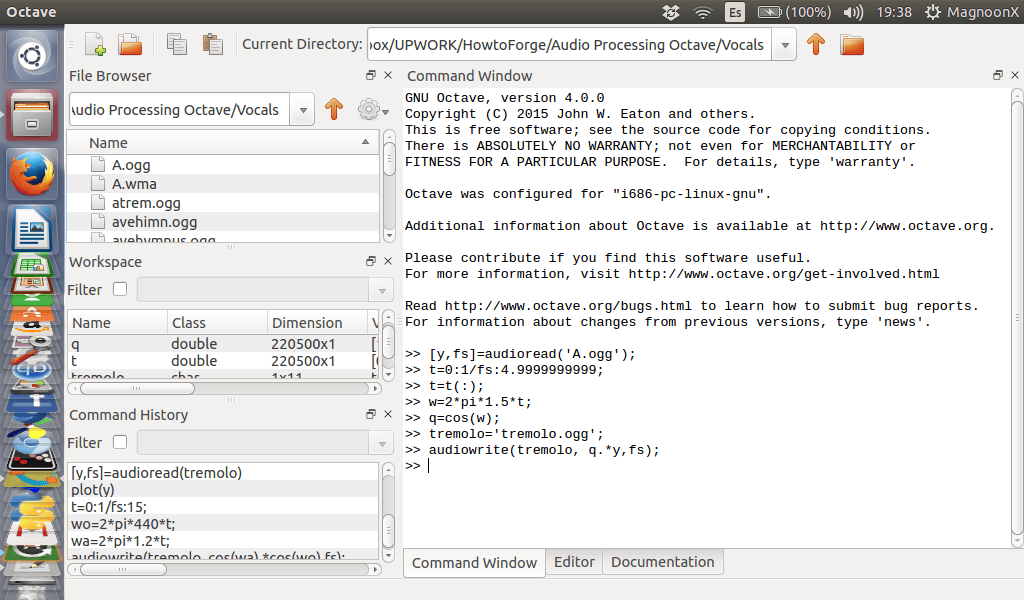 Octave
Es
(100%)
19:38
MagnoonX
Current Directory:
ox/UPWORK/HowtoForge/Audio Processing Octave/Vocals
File Browser
udio Processing Octave/Vocals
Name
A.ogg
A.wma
atrem.ogg
avehimn.ogg
avehymnus.ogg
Workspace
Filter
Name Class Dimension V
q double 220500x1 [
t double 220500x1 [
tremolo char 1x11 t
Command History
Filter
[y,fs]=audioread(tremolo)
plot(y)
t=0:1/fs:15;
wo=2*pi*440*t;
wa=2*pi*1.2*t;
audiowrite(tremolo, cos(wa).*cos(wo),fs);
Command Window
GNU Octave, version 4.0.0
Copyright (C) 2015 John W. Eaton and others.
This is free software; see the source code for copying conditions.
There is ABSOLUTELY NO WARRANTY; not even for MERCHANTABILITY or
FITNESS FOR A PARTICULAR PURPOSE.  For details, type 'warranty'.
Octave was configured for "i686-pc-linux-gnu".
Additional information about Octave is available at http://www.octave.org.
Please contribute if you find this software useful.
For more information, visit http://www.octave.org/get-involved.html
Read http://www.octave.org/bugs.html to learn how to submit bug reports.
For information about changes from previous versions, type 'news'.
>> [y,fs]=audioread('A.ogg');
>> t=0:1/fs:4.9999999999;
>> t=t(:);
>> w=2*pi*1.5*t;
>> q=cos(w);
>> tremolo='tremolo.ogg';
>> audiowrite(tremolo, q.*y,fs);
>>
Command Window
Editor
Documentation